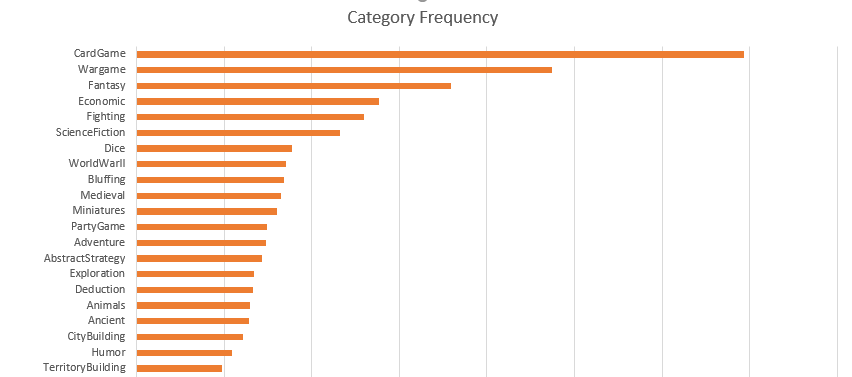 Category Frequency
CardGame
Wargame
Fantasy
Economic
Fighting
ScienceFiction
Dice
WorldWarII
Bluffing
Medieval
Miniatures
PartyGame
Adventure
AbstractStrategy
Exploration
Deduction
Animals
Ancient
CityBuilding
Humor
TerritoryBuilding